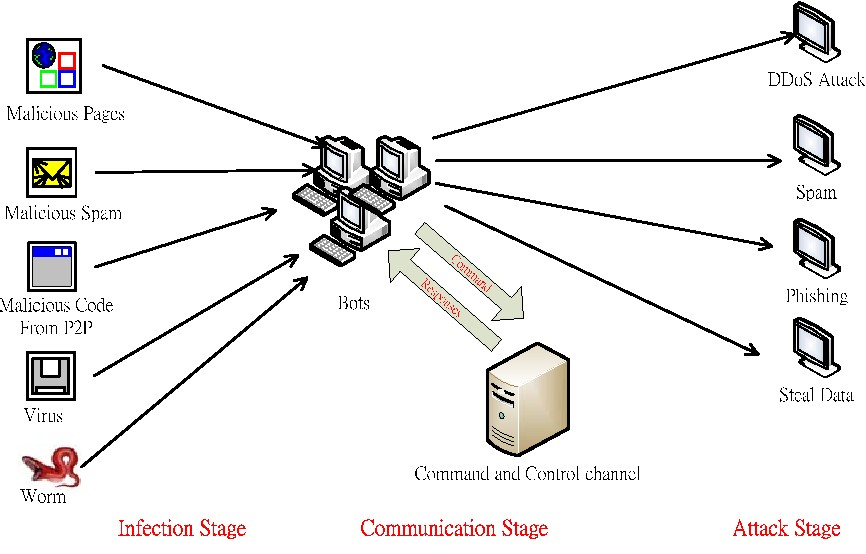 Malicious Pages
Malicious Spam
Malicious Code
From P2P
Virus
Worm
Bots
Command
Responses
Command and Control channel
DDoS Attack
Spam
Phishing
Steal Data
Infection Stage
Communication Stage
Attack Stage